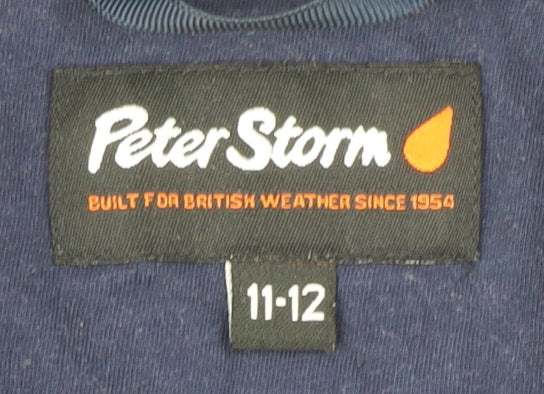 Peter Storm
BUILT FOR BRITISH WEATHER SINCE 1954
11-12